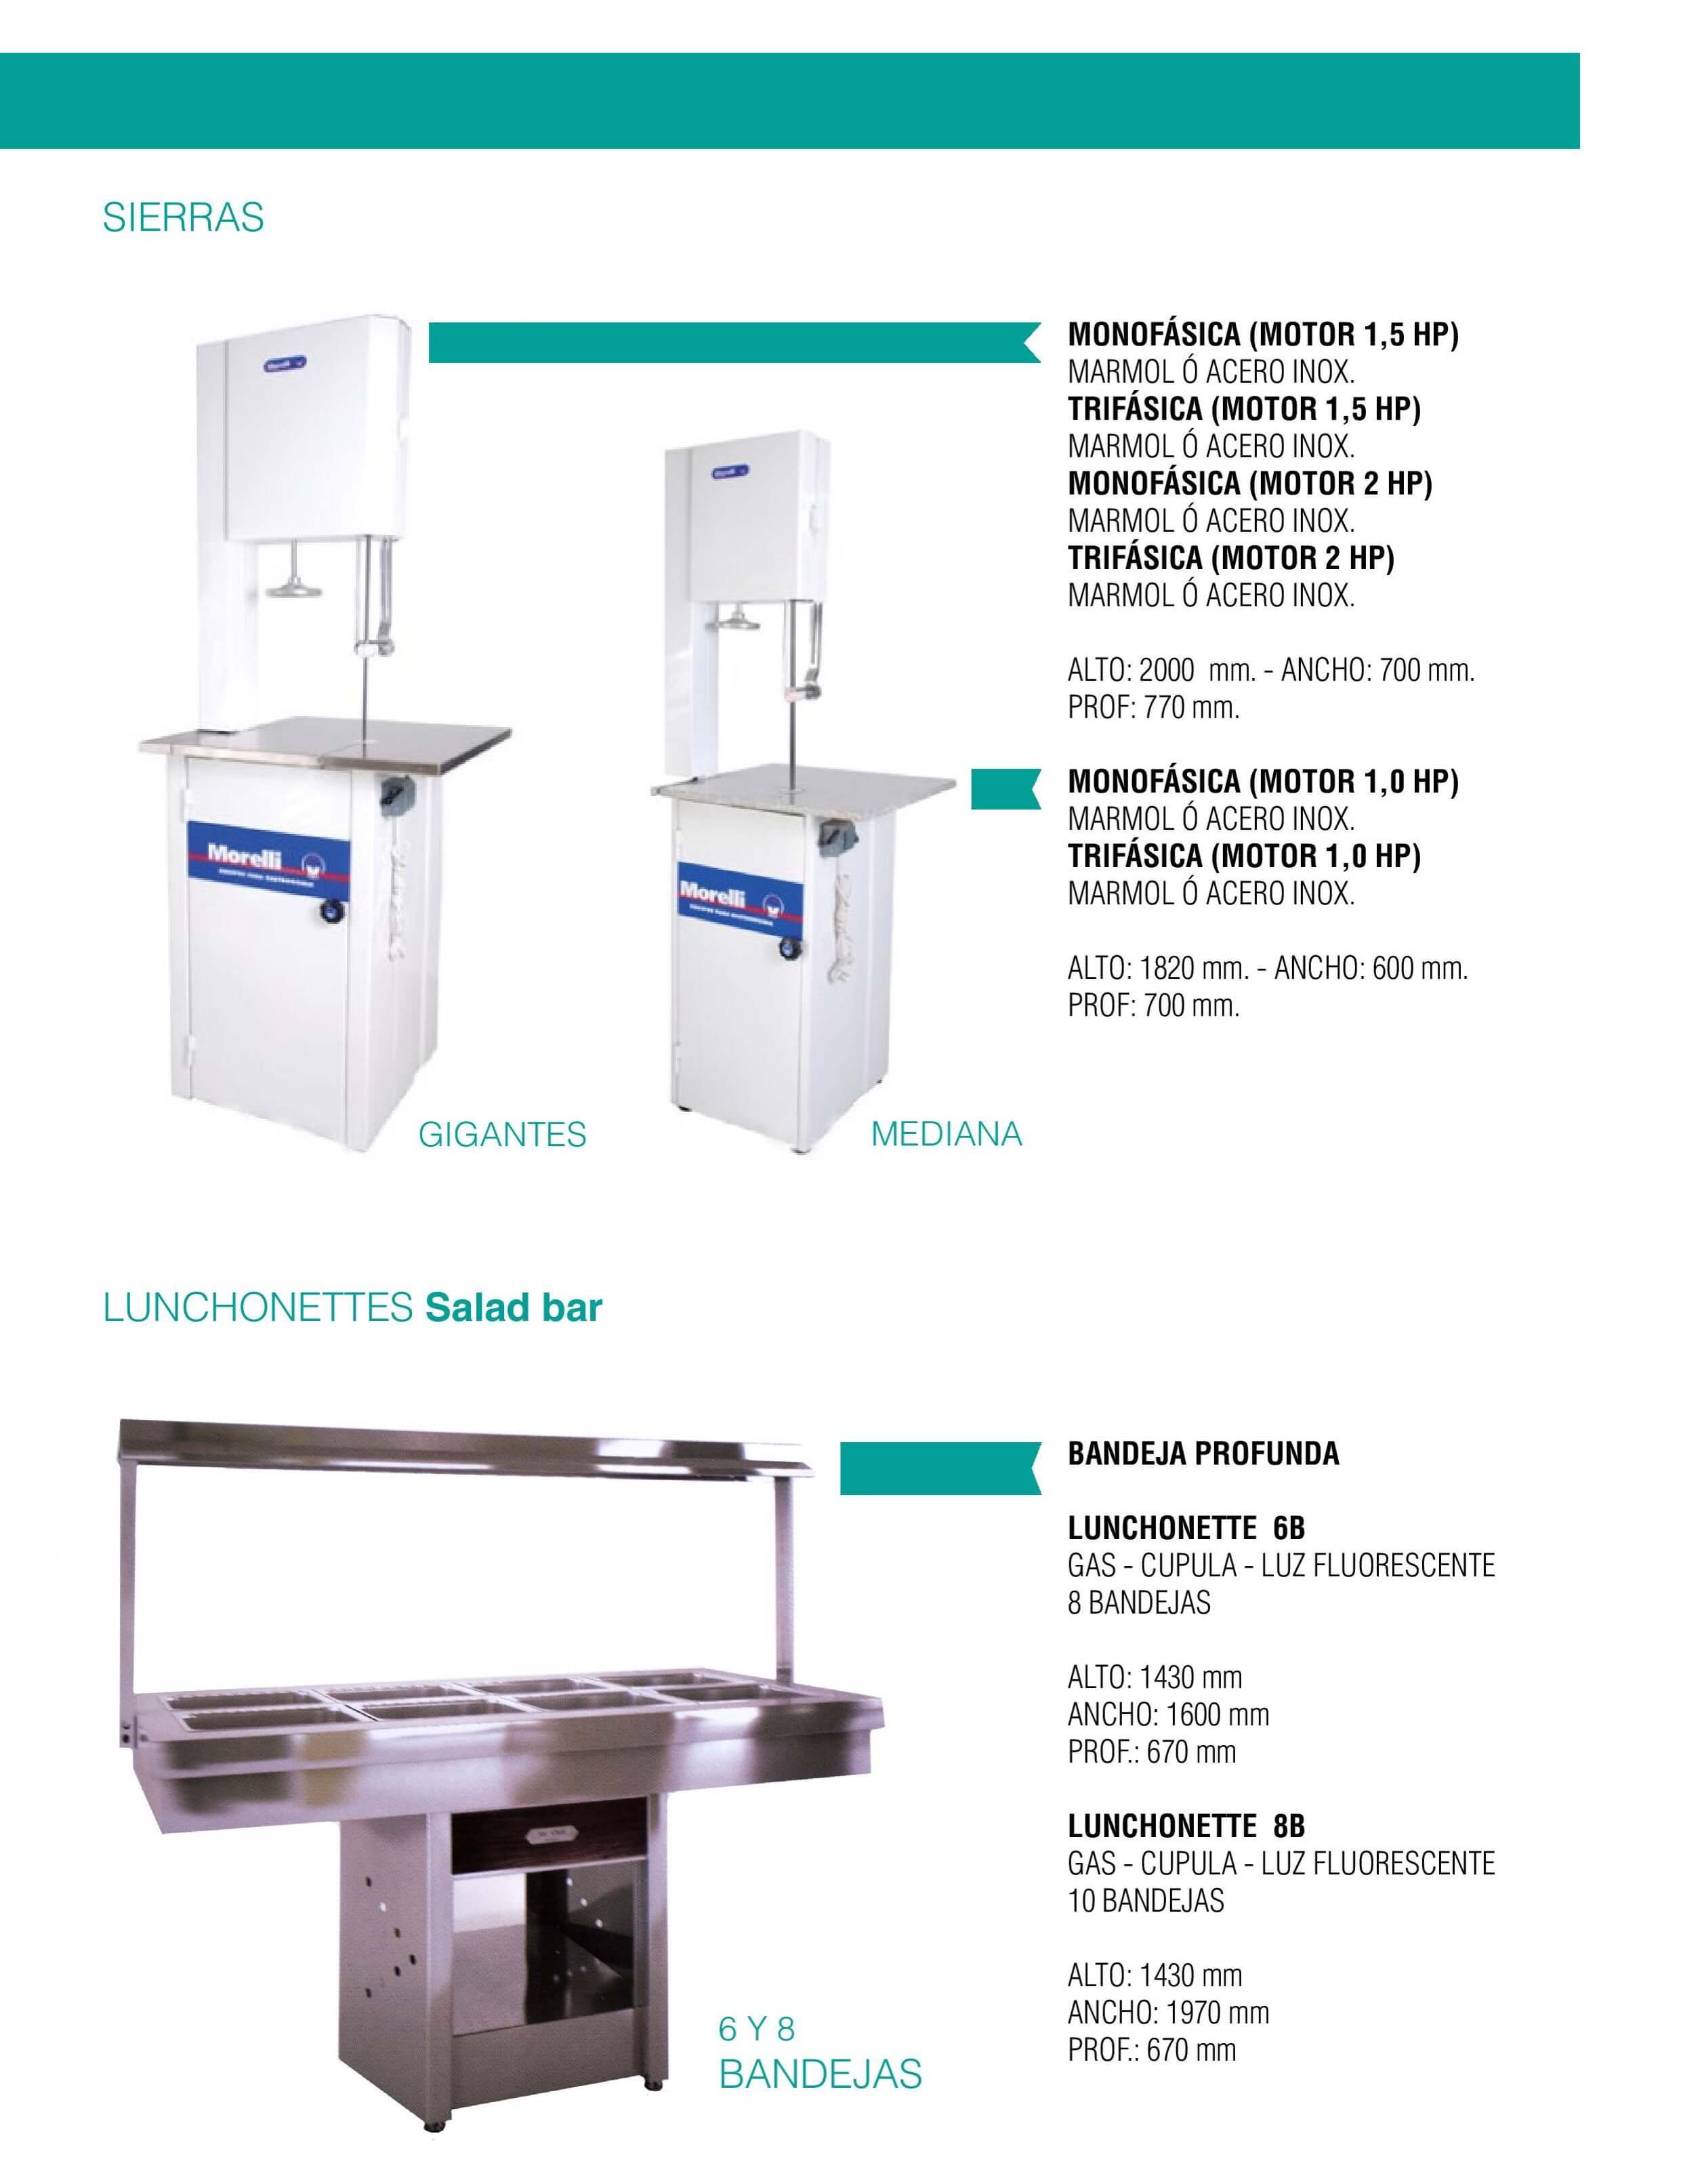 SIERRAS
Morelli
Morelli
MONOFÁSICA (MOTOR 1,5 HP)
MARMOL Ó ACERO INOX.
TRIFÁSICA (MOTOR 1,5 HP)
MARMOL Ó ACERO INOX.
MONOFÁSICA (MOTOR 2 HP)
MARMOL Ó ACERO INOX.
TRIFÁSICA (MOTOR 2 HP)
MARMOL Ó ACERO INOX.
ALTO: 2000 mm. - ANCHO: 700 mm.
PROF: 770 mm.
MONOFÁSICA (MOTOR 1,0 HP)
MARMOL Ó ACERO INOX.
TRIFÁSICA (MOTOR 1,0 HP)
MARMOL Ó ACERO INOX.
ALTO: 1820 mm. - ANCHO: 600 mm.
PROF: 700 mm.
Morelli
Morelli
GIGANTES
MEDIANA
LUNCHONETTES Salad bar
BANDEJA PROFUNDA
LUNCHONETTE 6B
GAS - CUPULA - LUZ FLUORESCENTE
8 BANDEJAS
ALTO: 1430 mm
ANCHO: 1600 mm
PROF.: 670 mm
LUNCHONETTE 8B
GAS - CUPULA - LUZ FLUORESCENTE
10 BANDEJAS
ALTO: 1430 mm
ANCHO: 1970 mm
PROF.: 670 mm
6 Y 8
BANDEJAS